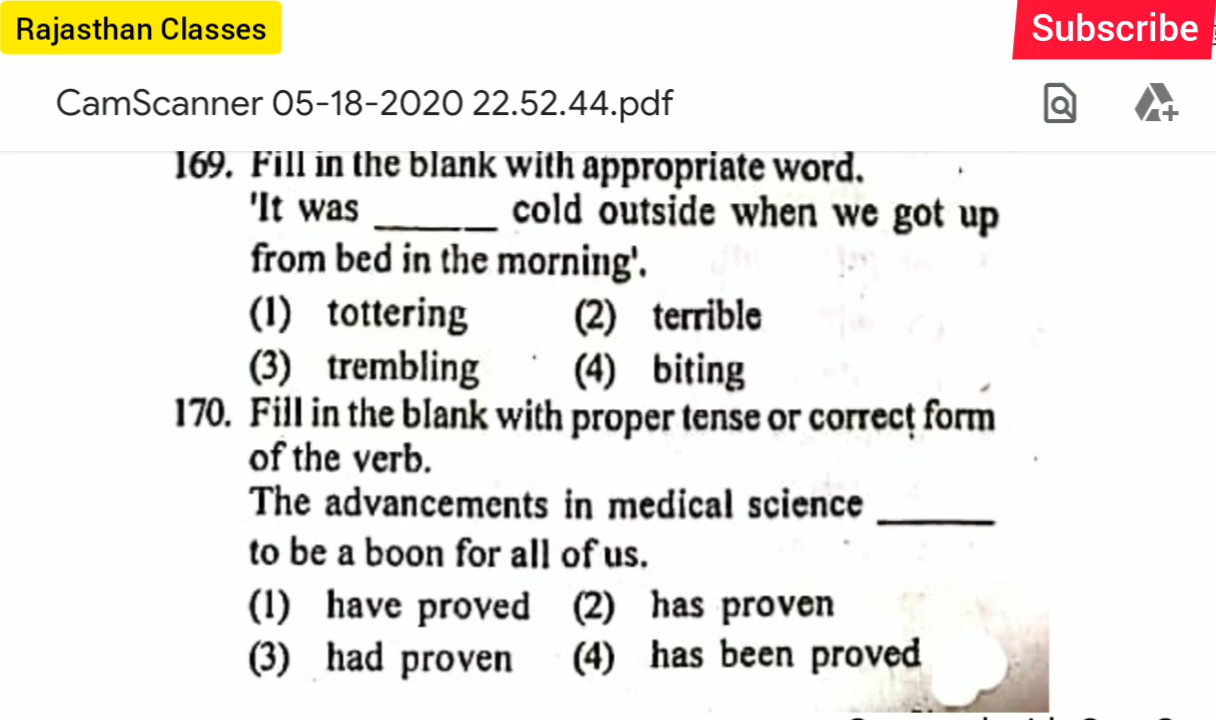 Rajasthan Classes
Subscribe
CamScanner 05-18-2020 22.52.44.pdf
169. Fill in the blank with appropriate word.
'It was ______ cold outside when we got up
from bed in the morning'.
(1) tottering (2) terrible
(3) trembling (4) biting
170. Fill in the blank with proper tense or correct form
of the verb.
The advancements in medical science ______
to be a boon for all of us.
(1) have proved (2) has proven
(3) had proven (4) has been proved